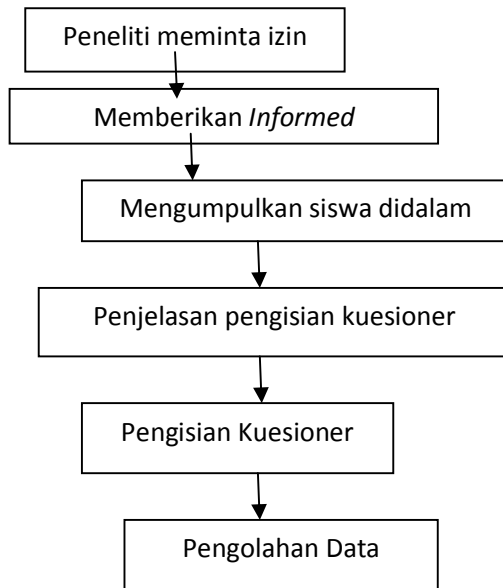 Peneliti meminta izin
Memberikan Informed
Mengumpulkan siswa didalam
Penjelasan pengisian kuesioner
Pengisian Kuesioner
Pengolahan Data